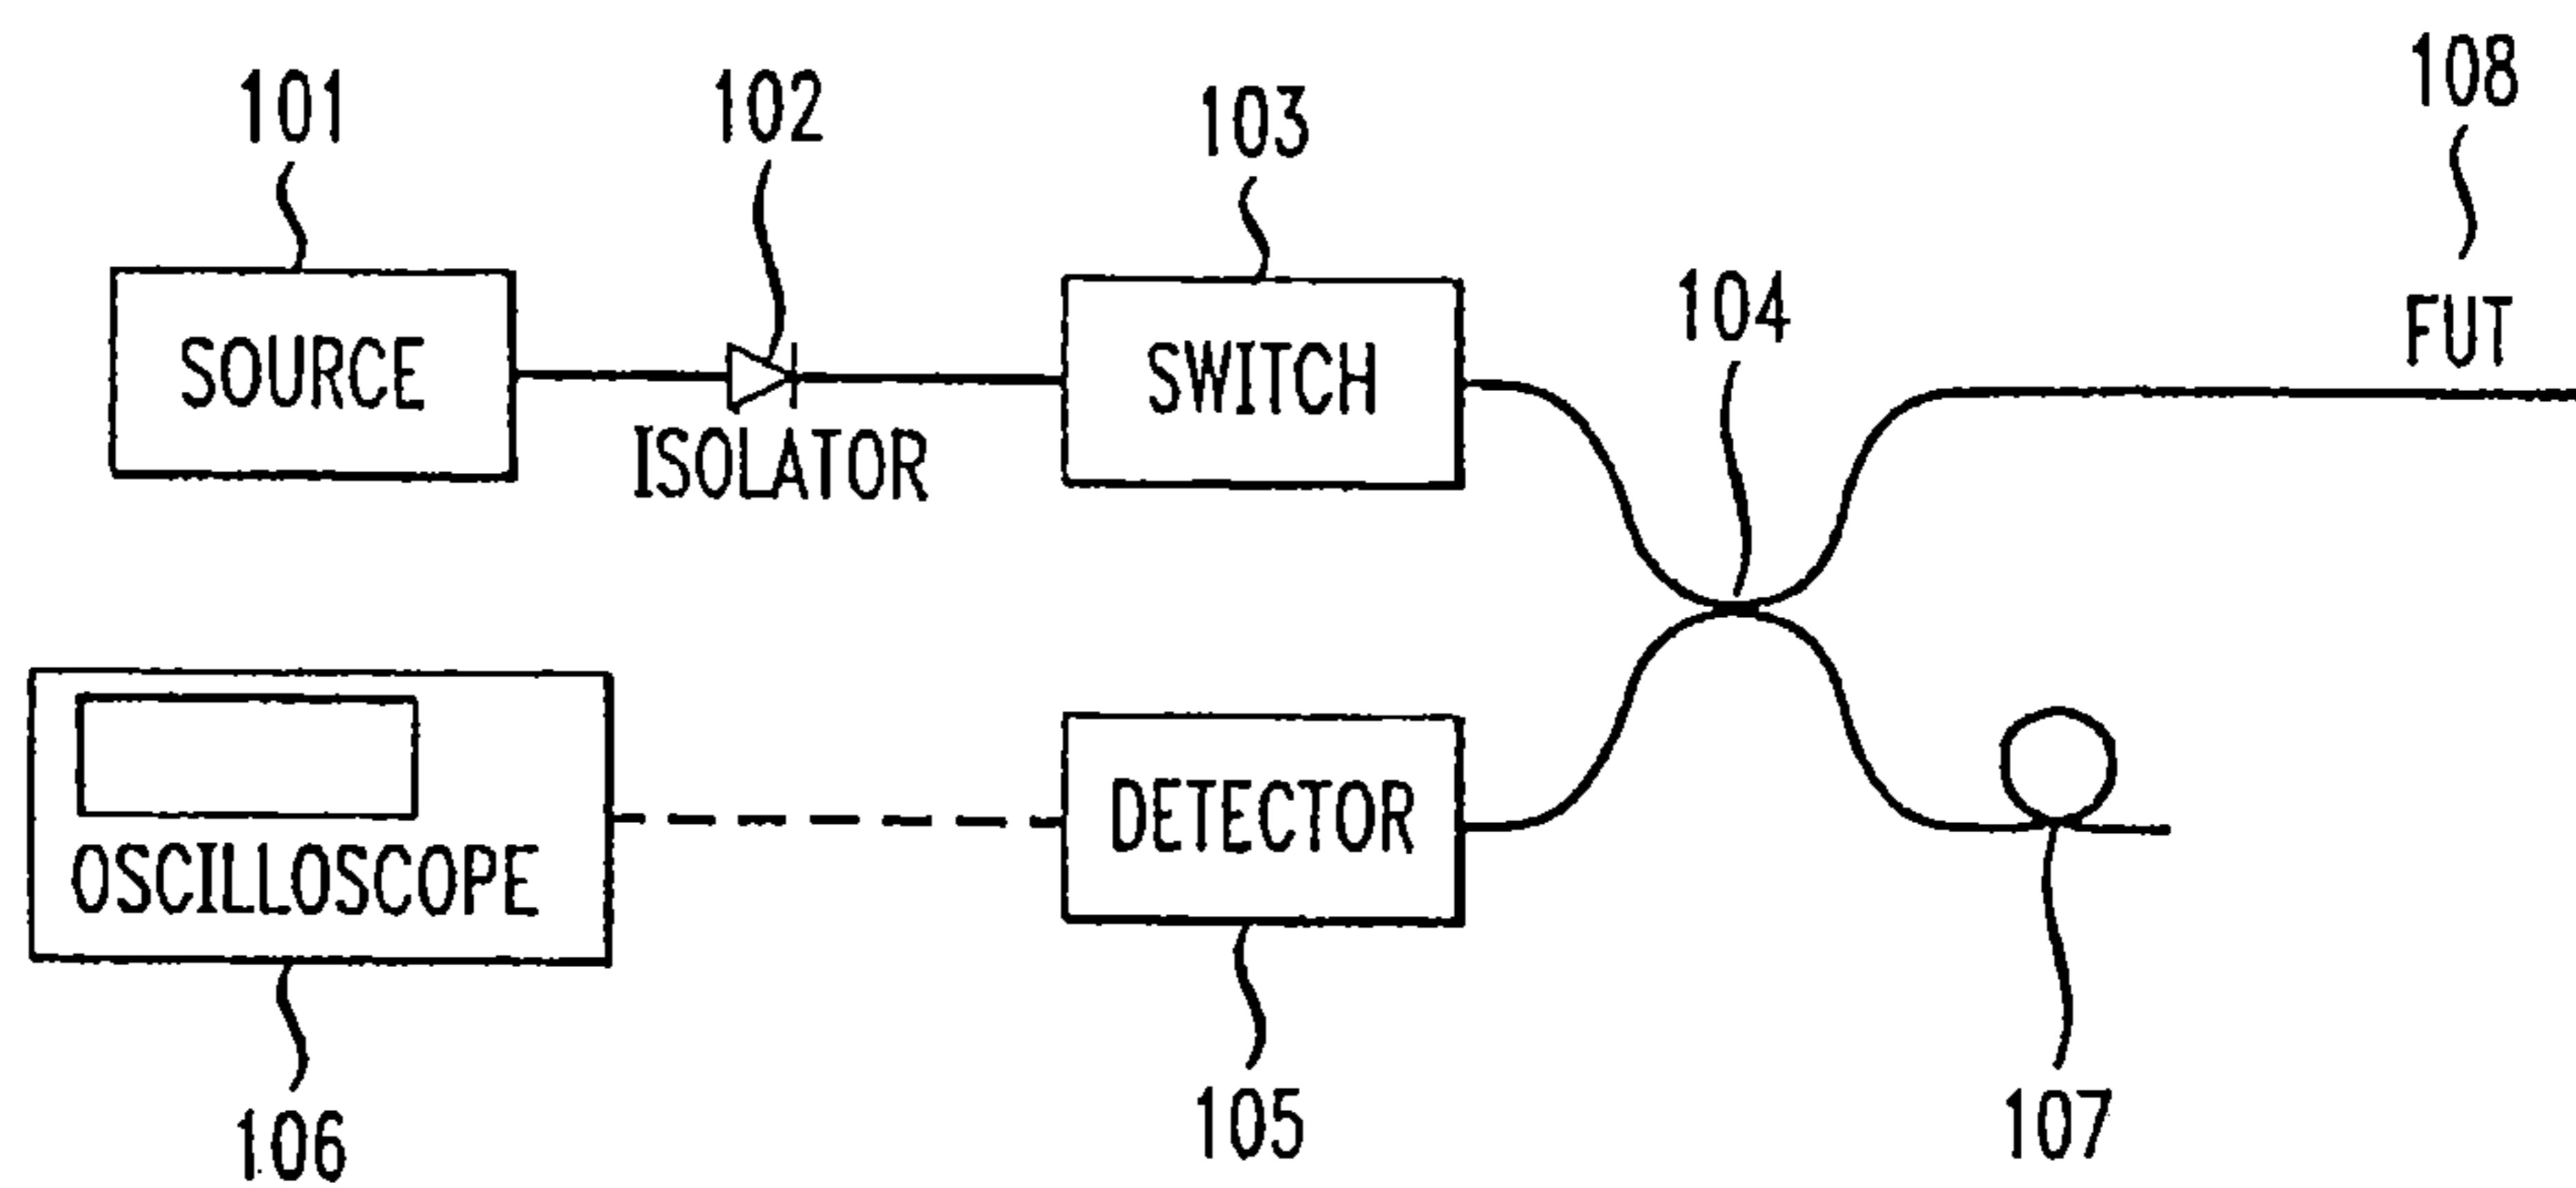 101
102
103
108
104
SOURCE
ISOLATOR
SWITCH
FUT
OSCILLOSCOPE
DETECTOR
106
105
107